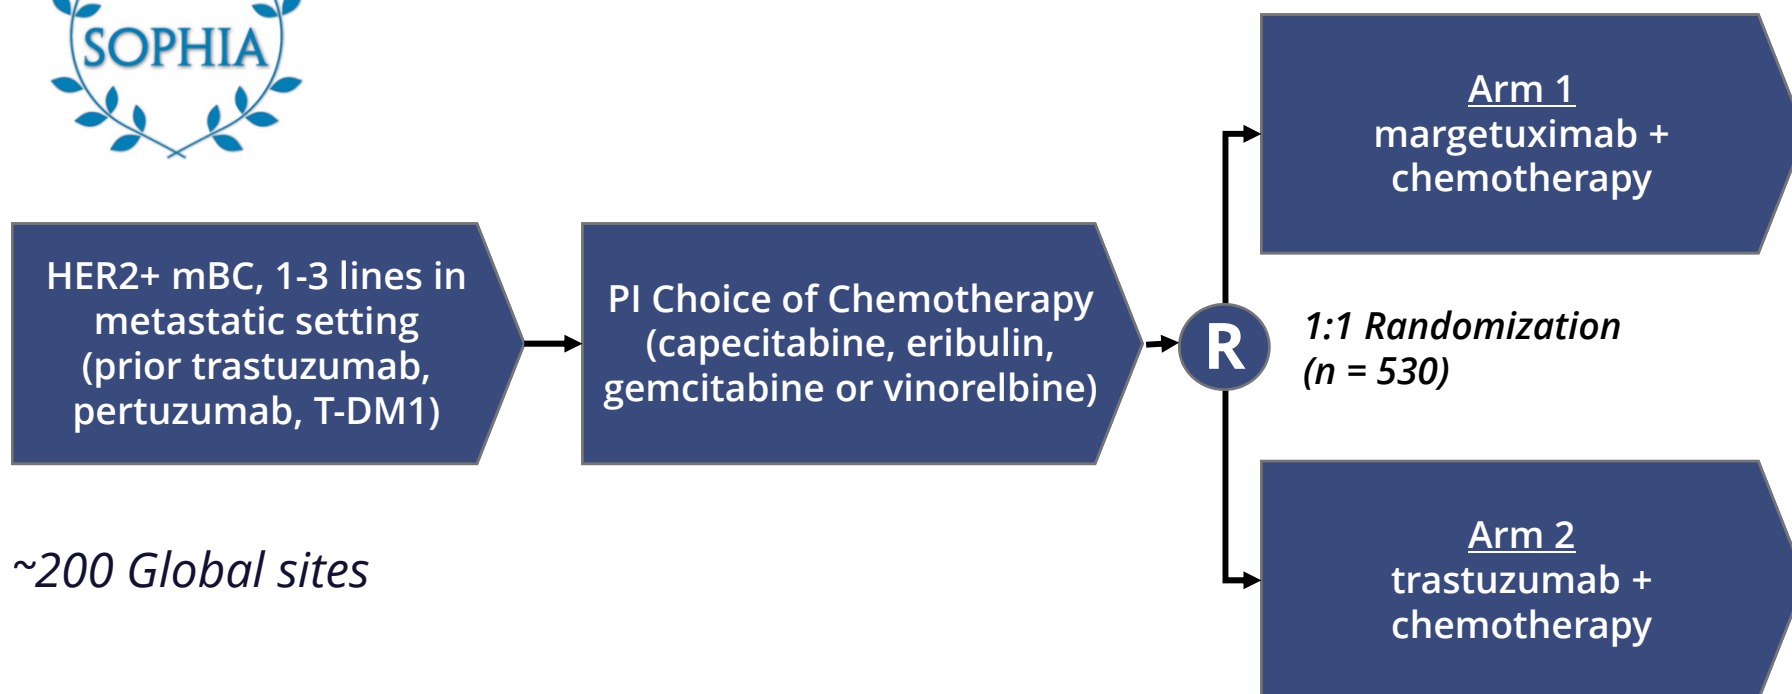 SOPHIA
HER2+ mBC, 1-3 lines in
metastatic setting
(prior trastuzumab,
pertuzumab, T-DM1)
PI Choice of Chemotherapy
(capecitabine, eribulin,
gemcitabine or vinorelbine)
R
1:1 Randomization
(n = 530)
Arm 1
margetuximab +
chemotherapy
Arm 2
trastuzumab +
chemotherapy
~200 Global sites